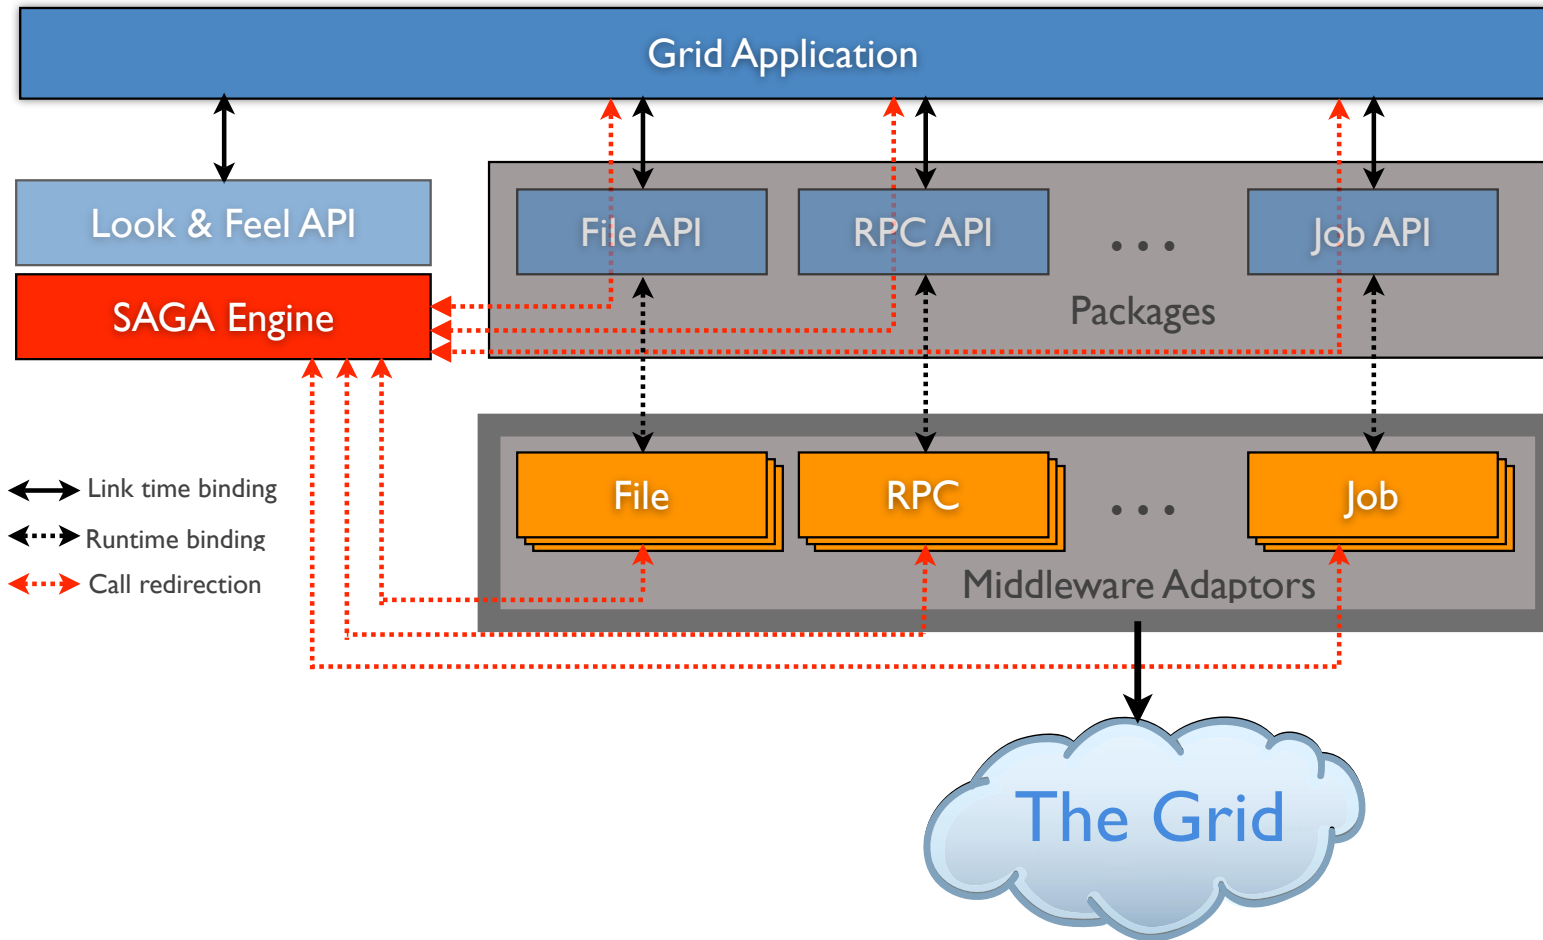 Grid Application
Look & Feel API
File API
RPC API
...
Job API
SAGA Engine
Packages
Link time binding
Runtime binding
Call redirection
File
RPC
...
Job
Middleware Adaptors
The Grid